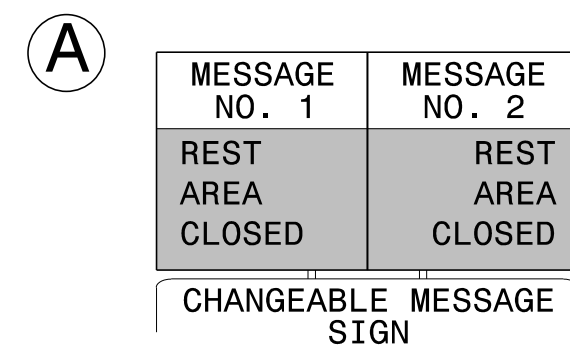 A
MESSAGE NO. 1
REST
AREA
CLOSED
MESSAGE NO. 2
REST
AREA
CLOSED
CHANGEABLE MESSAGE
SIGN